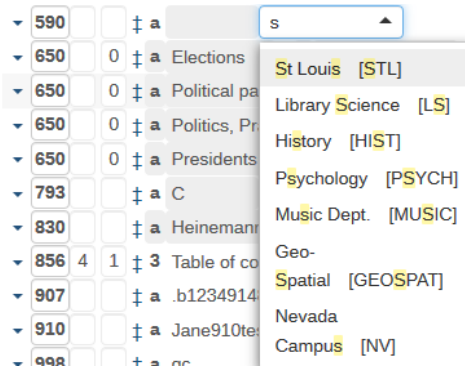 590 ‡ a s
650 0 ‡ a Elections
650 0 ‡ a Political pa
650 0 ‡ a Politics, Pr
650 0 ‡ a Presidents
793 ‡ a C
830 ‡ a Heinemann
856 4 1 ‡ 3 Table of co
907 ‡ a .b1234914
910 ‡ a Jane910te
998 ‡ a gc
St Louis [STL]
Library Science [LS]
History [HIST]
Psychology [PSYCH]
Music Dept. [MUSIC]
Geo-
Spatial [GEOSPAT]
Nevada
Campus [NV]